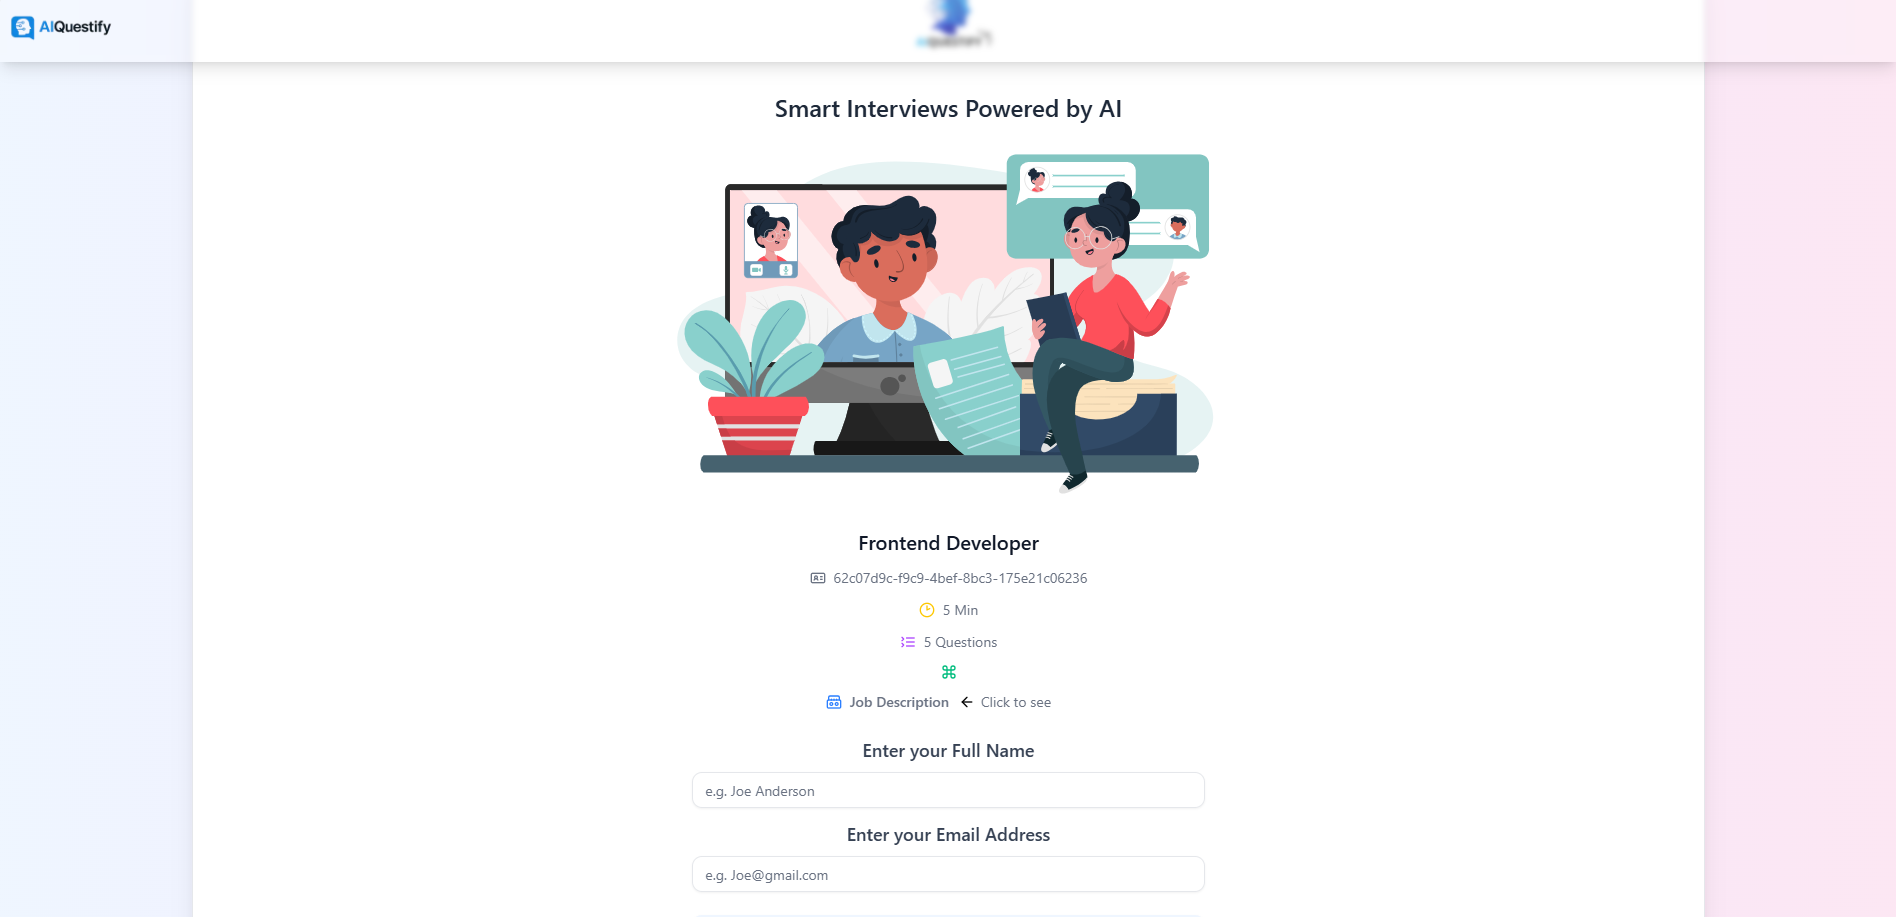 AIQuestify
Smart Interviews Powered by AI
Frontend Developer
62c07d9c-f9c9-4bef-8bc3-175e21c06236
5 Min
5 Questions
Job Description Click to see
Enter your Full Name
e.g. Joe Anderson
Enter your Email Address
e.g. Joe@gmail.com